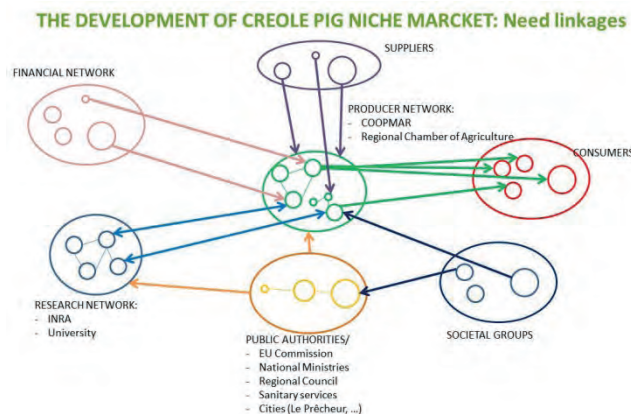 THE DEVELOPMENT OF CREOLE PIG NICHE MARCKET: Need linkages
SUPPLIERS
FINANCIAL NETWORK
PRODUCER NETWORK:
- COOPMAR
- Regional Chamber of Agriculture
CONSUMERS
RESEARCH NETWORK:
- INRA
- University
PUBLIC AUTHORITIES/
- EU Commission
- National Ministries
- Regional Council
- Sanitary services
- Cities (Le Prêcheur, ...)
SOCIETAL GROUPS